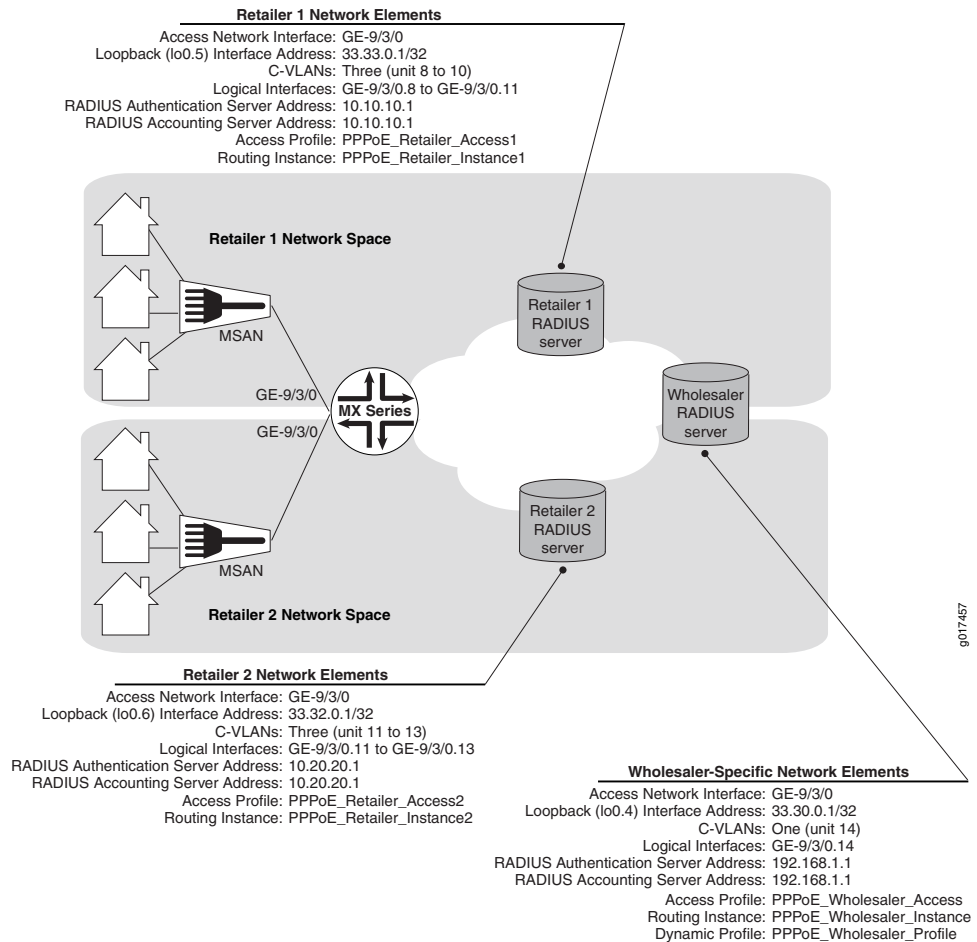 Retailer 1 Network Elements
Access Network Interface: GE-9/3/0
Loopback (lo0.5) Interface Address: 33.33.0.1/32
C-VLANs: Three (unit 8 to 10)
Logical Interfaces: GE-9/3/0.8 to GE-9/3/0.11
RADIUS Authentication Server Address: 10.10.10.1
RADIUS Accounting Server Address: 10.10.10.1
Access Profile: PPPoE_Retailer_Access1
Routing Instance: PPPoE_Retailer_Instance1
Retailer 1 Network Space
MSAN
Retailer 1
RADIUS
server
GE-9/3/0
MX Series
GE-9/3/0
Wholesaler
RADIUS
server
Retailer 2
RADIUS
server
MSAN
Retailer 2 Network Space
g017457
Retailer 2 Network Elements
Access Network Interface: GE-9/3/0
Loopback (lo0.6) Interface Address: 33.32.0.1/32
C-VLANs: Three (unit 11 to 13)
Logical Interfaces: GE-9/3/0.11 to GE-9/3/0.13
RADIUS Authentication Server Address: 10.20.20.1
RADIUS Accounting Server Address: 10.20.20.1
Access Profile: PPPoE_Retailer_Access2
Routing Instance: PPPoE_Retailer_Instance2
Wholesaler-Specific Network Elements
Access Network Interface: GE-9/3/0
Loopback (lo0.4) Interface Address: 33.30.0.1/32
C-VLANs: One (unit 14)
Logical Interfaces: GE-9/3/0.14
RADIUS Authentication Server Address: 192.168.1.1
RADIUS Accounting Server Address: 192.168.1.1
Access Profile: PPPoE_Wholesaler_Access
Routing Instance: PPPoE_Wholesaler_Instance
Dynamic Profile: PPPoE_Wholesaler_Profile